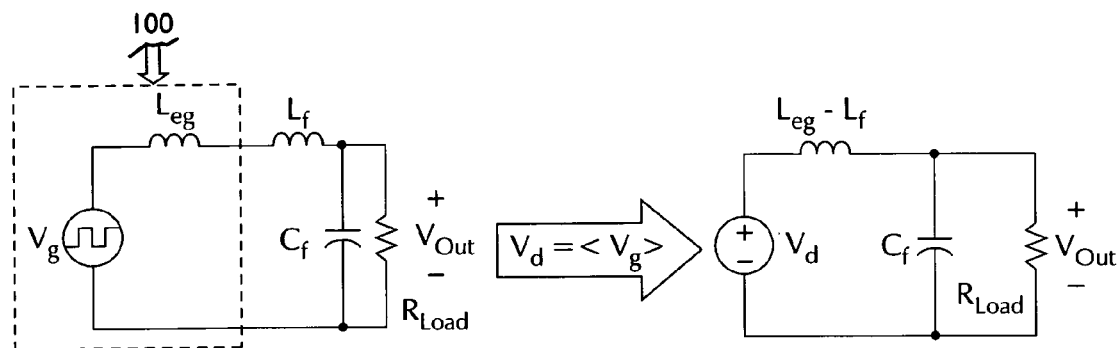 100
L_eg
L_f
V_g
C_f
+
V_Out
−
R_Load
V_d = < V_g >
L_eg - L_f
+
−
V_d
C_f
R_Load
+
V_Out
−